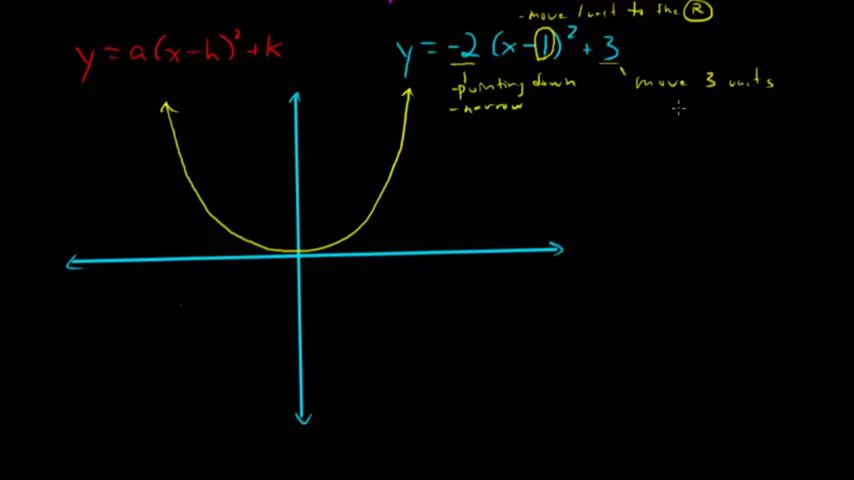 -move 1 unit to the R
y = a(x-h)² + k
y = -2 (x-1)² + 3
-pointing down
-narrow
move 3 units